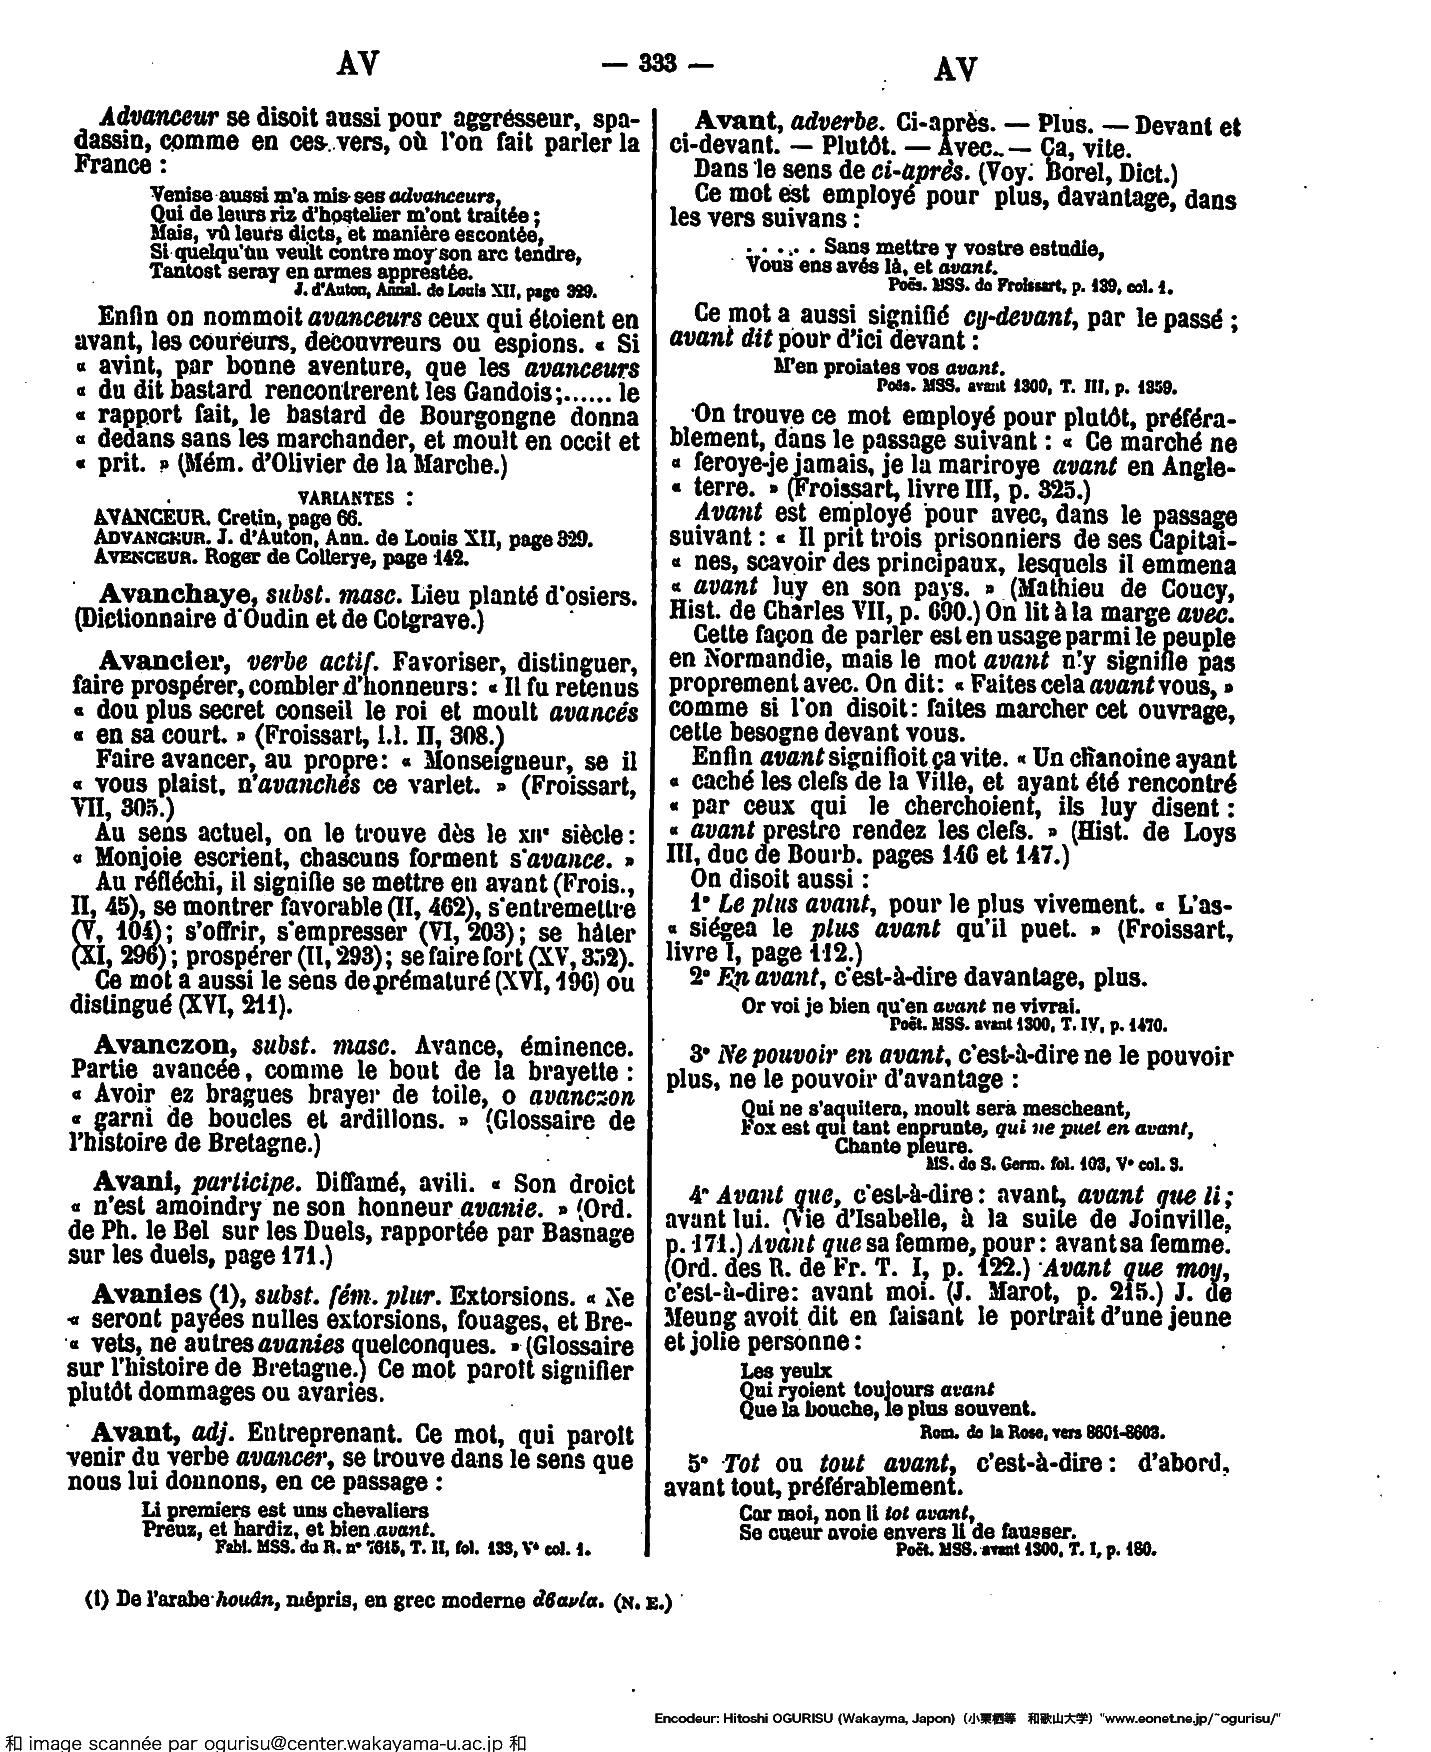 AV — 333 — AV
Advanceur se disoit aussi pour aggrésseur, spa-
dassin, comme en ces vers, où l'on fait parler la
France :
Venise aussi m'a mis ses advanceurs,
Qui de leurs riz d'hostelier m'ont traitée ;
Mais, vû leurs dicts, et manière escontée,
Si quelqu'un veult contre moy son arc tendre,
Tantost seray en armes apprestée.
J. d'Auton, Annal. de Louis XII, page 329.
Enfin on nommoit avanceurs ceux qui étoient en
avant, les coureurs, decouvreurs ou espions. « Si
« avint, par bonne aventure, que les avanceurs
« du dit bastard rencontrerent les Gandois ;...... le
« rapport fait, le bastard de Bourgongne donna
« dedans sans les marchander, et moult en occit et
« prit. » (Mém. d'Olivier de la Marche.)
VARIANTES :
AVANCEUR. Cretin, page 66.
ADVANCEUR. J. d'Auton, Ann. de Louis XII, page 329.
AVENCEUR. Roger de Collerye, page 142.
Avanchaye, subst. masc. Lieu planté d'osiers.
(Dictionnaire d'Oudin et de Cotgrave.)
Avancier, verbe actif. Favoriser, distinguer,
faire prospérer, combler d'honneurs : « Il fu retenus
« dou plus secret conseil le roi et moult avancés
« en sa court. » (Froissart, l.l. II, 308.)
Faire avancer, au propre : « Monseigneur, se il
« vous plaist, n'avanchés ce varlet. » (Froissart,
VII, 305.)
Au sens actuel, on le trouve dès le XIIe siècle :
« Monjoie escrient, chascuns forment s'avance. »
Au réfléchi, il signifie se mettre en avant (Frois.,
II, 45), se montrer favorable (II, 462), s'entremettre
(V, 104) ; s'offrir, s'empresser (VI, 203) ; se hâter
(XI, 296) ; prospérer (II, 293) ; se faire fort (XV, 352).
Ce mot a aussi le sens de prématuré (XVI, 196) ou
distingué (XVI, 211).
Avanczon, subst. masc. Avance, éminence.
Partie avancée, comme le bout de la brayette :
« Avoir ez bragues brayer de toile, o avanczon
« garni de boucles et ardillons. » (Glossaire de
l'histoire de Bretagne.)
Avani, participe. Diffamé, avili. « Son droict
« n'est amoindry ne son honneur avanie. » (Ord.
de Ph. le Bel sur les Duels, rapportée par Basnage
sur les duels, page 171.)
Avanies (1), subst. fém. plur. Extorsions. « Ne
« seront payées nulles extorsions, fouages, et Bre-
« vets, ne autres avanies quelconques. » (Glossaire
sur l'histoire de Bretagne.) Ce mot paroît signifier
plutôt dommages ou avaries.
Avant, adj. Entreprenant. Ce mot, qui paroît
venir du verbe avancer, se trouve dans le sens que
nous lui donnons, en ce passage :
Li premiers est uns chevaliers
Preuz, et hardiz, et bien avant.
Fabl. MSS. du R. n° 7615, T. II, fol. 133, V° col. 1.
Avant, adverbe. Ci-après. — Plus. — Devant et
ci-devant. — Plutôt. — Avec. — Ça, vite.
Dans le sens de ci-après. (Voy. Borel, Dict.)
Ce mot est employé pour plus, davantage, dans
les vers suivans :
. . . . . Sans mettre y vostre estudie,
Vous ens avés là, et avant.
Poës. MSS. de Froissart, p. 139, col. 1.
Ce mot a aussi signifié cy-devant, par le passé ;
avant dit pour d'ici devant :
M'en proiates vos avant.
Poës. MSS. avant 1300, T. III, p. 1359.
On trouve ce mot employé pour plutôt, préféra-
blement, dans le passage suivant : « Ce marché ne
« feroye-je jamais, je la mariroye avant en Angle-
« terre. » (Froissart, livre III, p. 325.)
Avant est employé pour avec, dans le passage
suivant : « Il prit trois prisonniers de ses Capitai-
« nes, scavoir des principaux, lesquels il emmena
« avant luy en son pays. » (Mathieu de Coucy,
Hist. de Charles VII, p. 690.) On lit à la marge avec.
Cette façon de parler est en usage parmi le peuple
en Normandie, mais le mot avant n'y signifie pas
proprement avec. On dit : « Faites cela avant vous, »
comme si l'on disoit : faites marcher cet ouvrage,
cette besogne devant vous.
Enfin avant signifioit ça vite. « Un chanoine ayant
« caché les clefs de la Ville, et ayant été rencontré
« par ceux qui le cherchoient, ils luy disent :
« avant prestre rendez les clefs. » (Hist. de Loys
III, duc de Bourb. pages 146 et 147.)
On disoit aussi :
1° Le plus avant, pour le plus vivement. « L'as-
« siégea le plus avant qu'il puet. » (Froissart,
livre I, page 112.)
2° En avant, c'est-à-dire davantage, plus.
Or voi je bien qu'en avant ne vivrai.
Poët. MSS. avant 1300, T. IV, p. 1470.
3° Ne pouvoir en avant, c'est-à-dire ne le pouvoir
plus, ne le pouvoir d'avantage :
Qui ne s'aquitera, moult sera mescheant,
Fox est qui tant enprunte, qui ne puet en avant,
Chante pleure.
MS. de S. Germ. fol. 103, V° col. 3.
4° Avant que, c'est-à-dire : avant, avant que li ;
avant lui. (Vie d'Isabelle, à la suite de Joinville,
p. 171.) Avant que sa femme, pour : avant sa femme.
(Ord. des R. de Fr. T. I, p. 122.) Avant que moy,
c'est-à-dire : avant moi. (J. Marot, p. 215.) J. de
Meung avoit dit en faisant le portrait d'une jeune
et jolie personne :
Les yeulx
Qui ryoient toujours avant
Que la bouche, le plus souvent.
Rom. de la Rose, vers 8601-8603.
5° Tot ou tout avant, c'est-à-dire : d'abord,
avant tout, préférablement.
Car moi, non li tot avant,
Se cueur avoie envers li de fausser.
Poët. MSS. avant 1300, T. I, p. 180.
(1) De l'arabe houân, mépris, en grec moderne ἀβανία. (N. E.)
Encodeur: Hitoshi OGURISU (Wakayma, Japon) (小栗栖等 和歌山大学) "www.eonet.ne.jp/~ogurisu/"
和 image scannée par ogurisu@center.wakayama-u.ac.jp 和